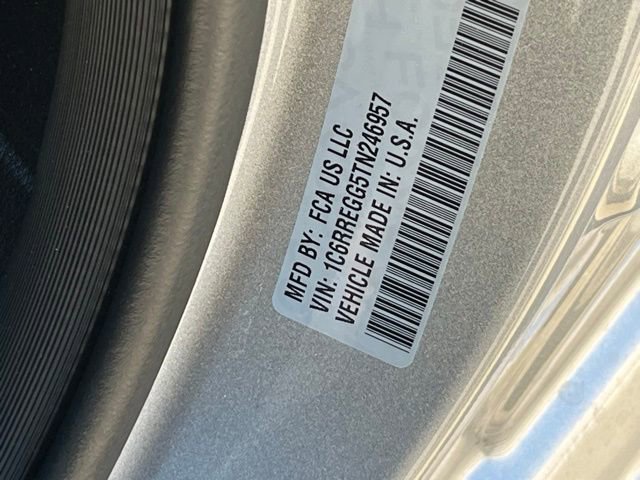 MFD BY: FCA US LLC
VIN: 1C6RREGG5TN246957
VEHICLE MADE IN: U.S.A.